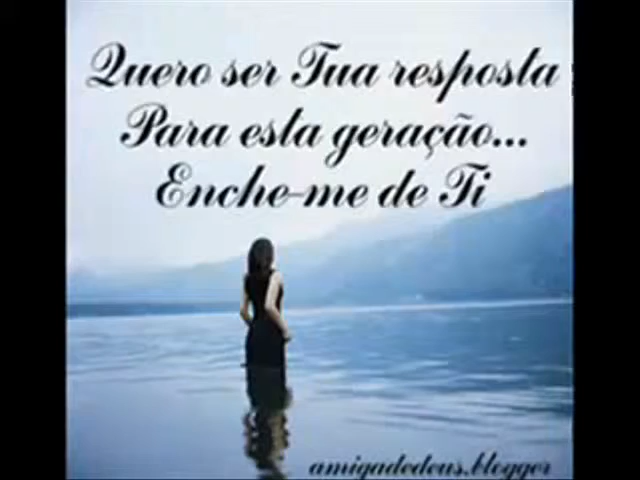 Quero ser Tua resposta
Para esta geração...
Enche-me de Ti
amigadedeus.blogger